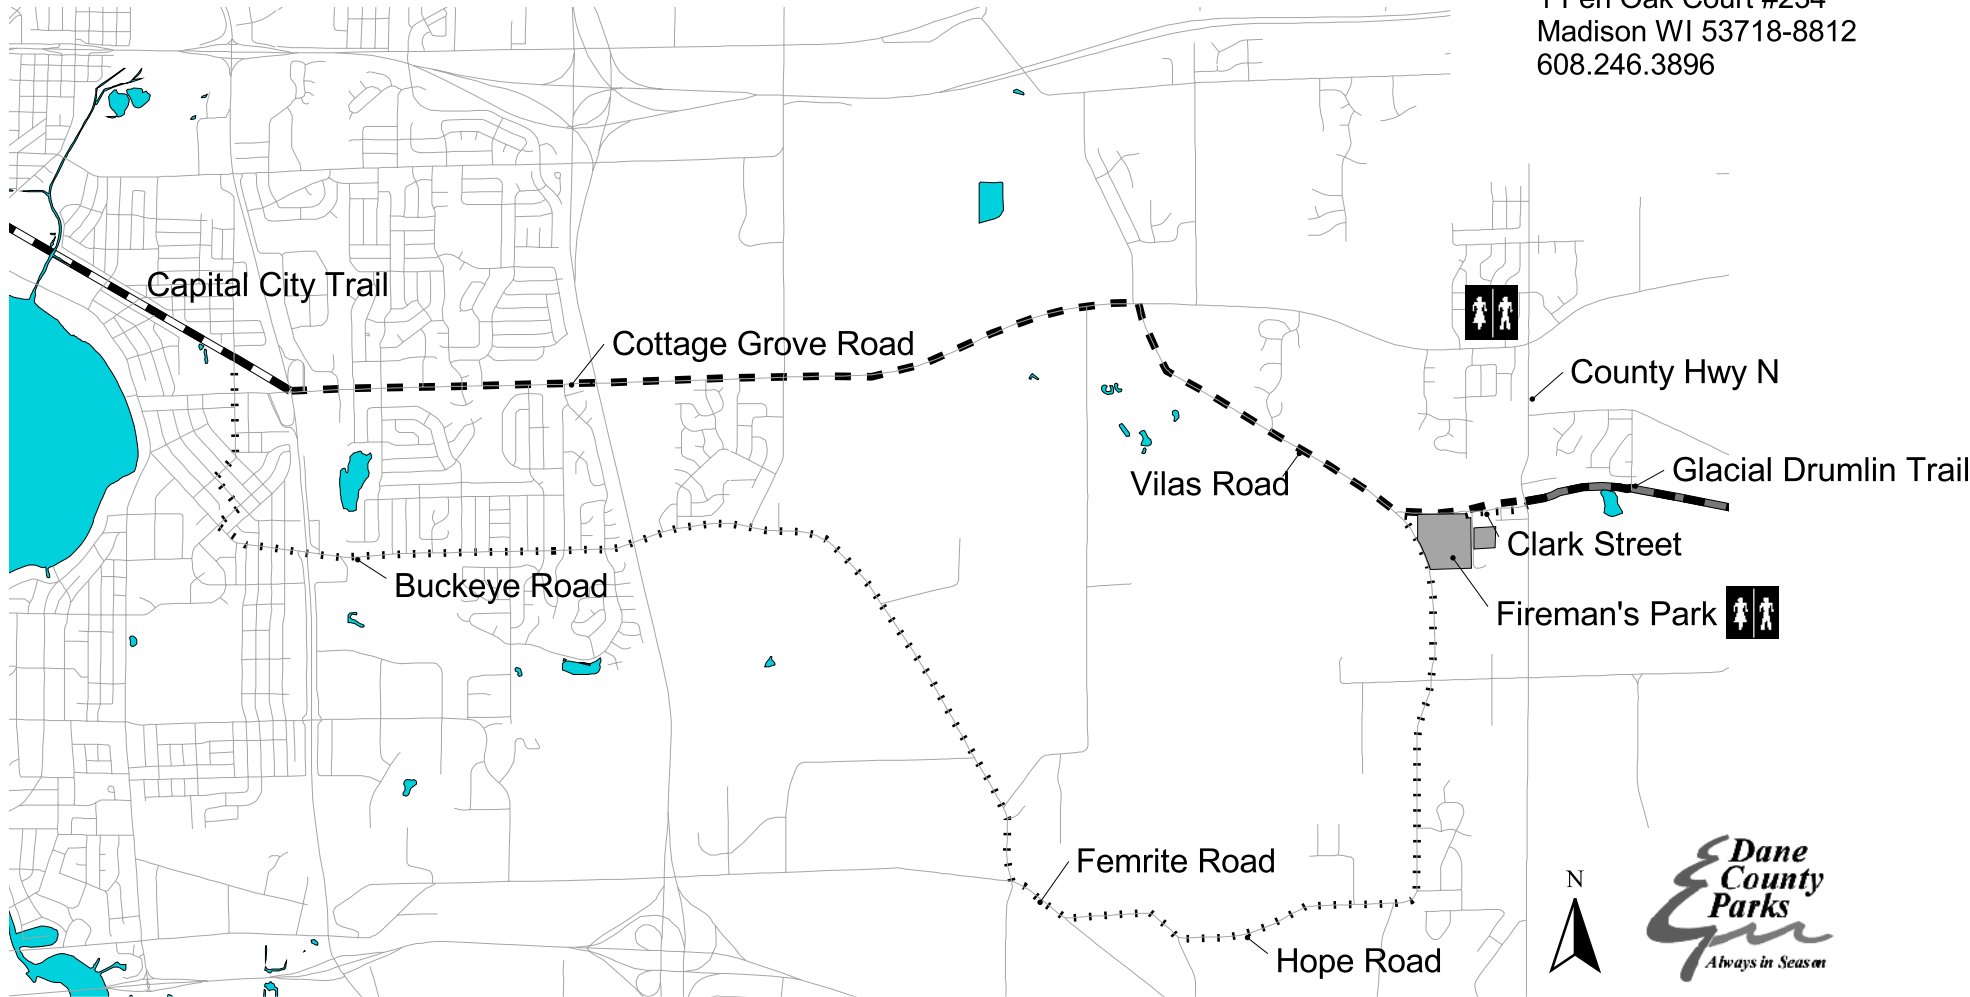 Madison WI 53718-8812
608.246.3896
Capital City Trail
Cottage Grove Road
County Hwy N
Glacial Drumlin Trail
Vilas Road
Clark Street
Buckeye Road
Fireman's Park
Femrite Road
Hope Road
N
Dane
County
Parks
Always in Season